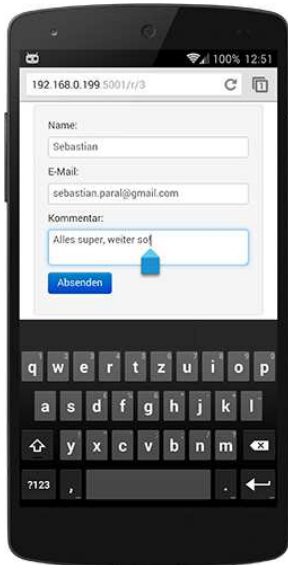 100% 12:51
192.168.0.199:5001/r/3
1
Name:
Sebastian
E-Mail:
sebastian.paral@gmail.com
Kommentar:
Alles super, weiter so!
Absenden
q w e r t z u i o p
a s d f g h j k l
y x c v b n m
?123 , .